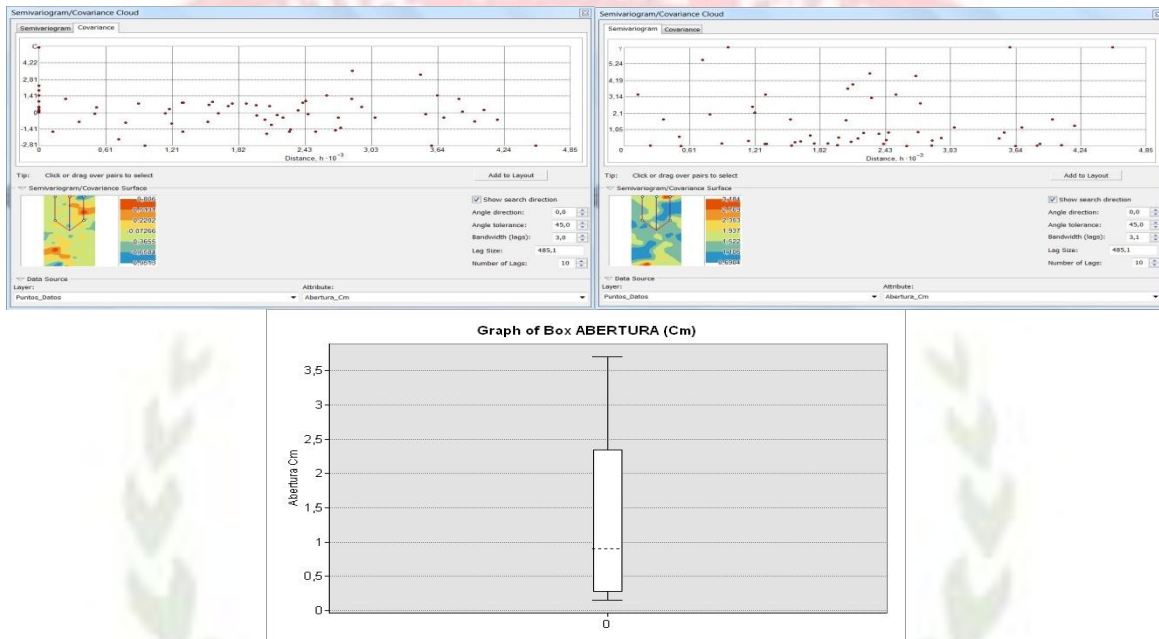 Semivariogram/Covariance Cloud
Semivariogram Covariance
C
4,22
2,81
1,41
0
-1,41
-2,81
0 0,61 1,21 1,82 2,43 3,03 3,64 4,24 4,85
Distance, h ·10⁻³
Tip: Click or drag over pairs to select
Add to Layout
Semivariogram/Covariance Surface
-0,07266
Show search direction
Angle direction: 0,0
Angle tolerance: 45,0
Bandwidth (lags): 3,0
Lag Size: 485,1
Number of Lags: 10
Data Source
Layer: Attribute:
Puntos_Datos Abertura_Cm
Semivariogram/Covariance Cloud
Semivariogram Covariance
γ
5,24
4,19
3,14
2,1
1,05
0 0,61 1,21 1,82 2,43 3,03 3,64 4,24 4,85
Distance, h ·10⁻³
Tip: Click or drag over pairs to select
Add to Layout
Semivariogram/Covariance Surface
2,353
1,937
1,522
Show search direction
Angle direction: 0,0
Angle tolerance: 45,0
Bandwidth (lags): 3,1
Lag Size: 485,1
Number of Lags: 10
Data Source
Layer: Attribute:
Puntos_Datos Abertura_Cm
Graph of Box ABERTURA (Cm)
Abertura Cm
3,5
3
2,5
2
1,5
1
0,5
0
0